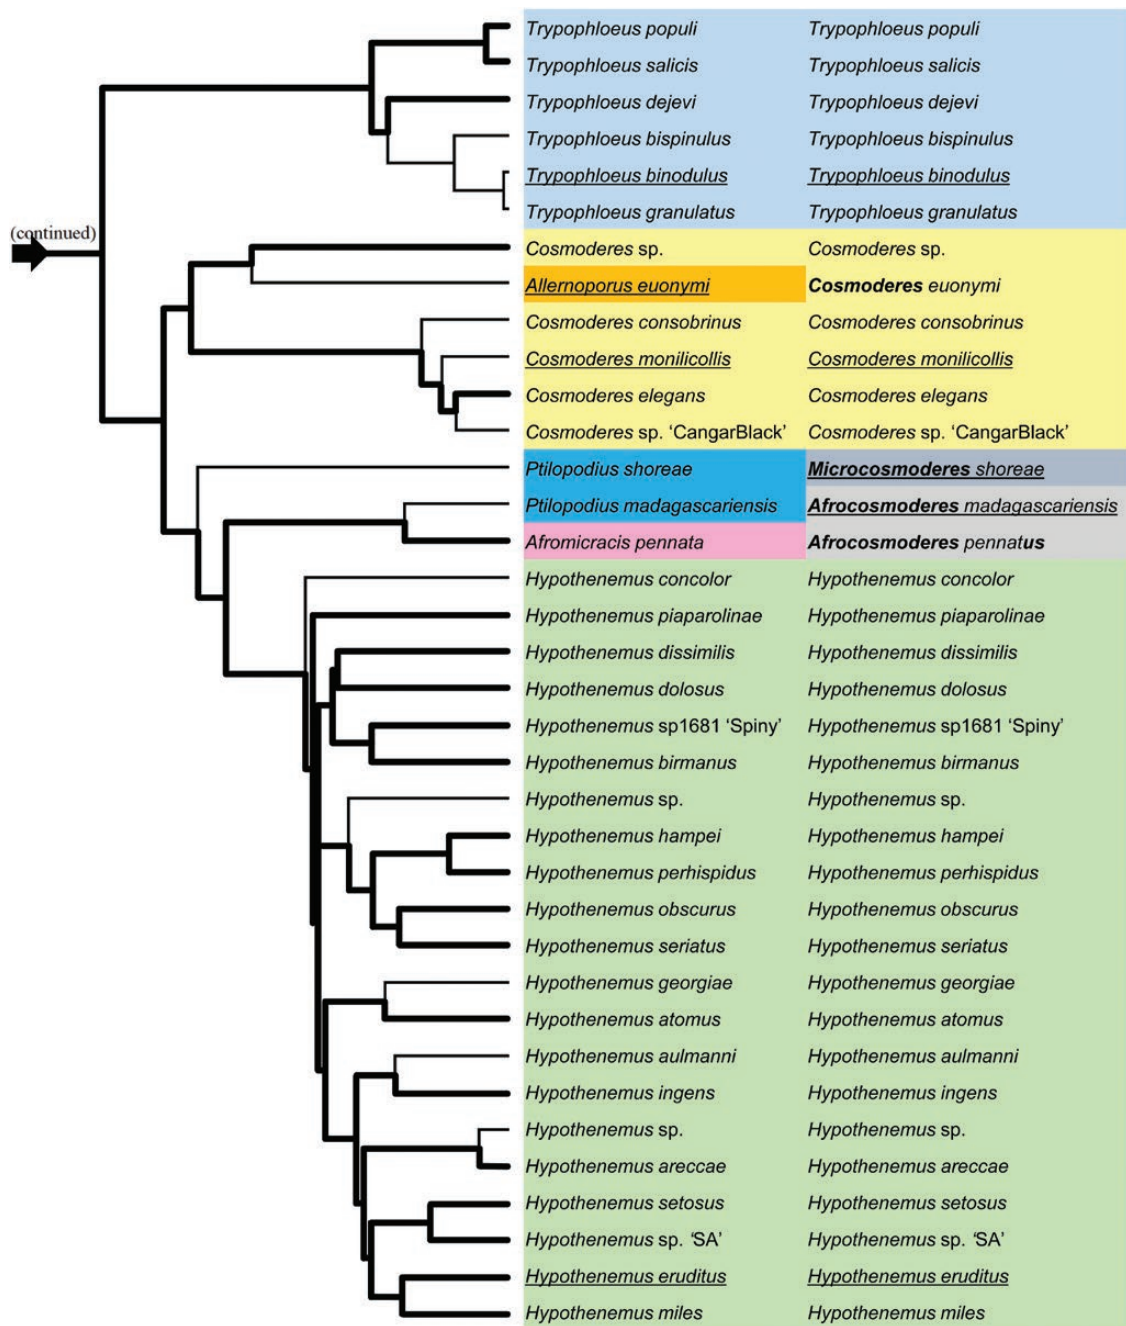 Trypophloeus populi Trypophloeus populi
Trypophloeus salicis Trypophloeus salicis
Trypophloeus dejevi Trypophloeus dejevi
Trypophloeus bispinulus Trypophloeus bispinulus
Trypophloeus binodulus Trypophloeus binodulus
Trypophloeus granulatus Trypophloeus granulatus
(continued)
Cosmoderes sp. Cosmoderes sp.
Allernoporus euonymi Cosmoderes euonymi
Cosmoderes consobrinus Cosmoderes consobrinus
Cosmoderes monilicollis Cosmoderes monilicollis
Cosmoderes elegans Cosmoderes elegans
Cosmoderes sp. ‘CangarBlack’ Cosmoderes sp. ‘CangarBlack’
Ptilopodius shoreae Microcosmoderes shoreae
Ptilopodius madagascariensis Afrocosmoderes madagascariensis
Afromicracis pennata Afrocosmoderes pennatus
Hypothenemus concolor Hypothenemus concolor
Hypothenemus piaparolinae Hypothenemus piaparolinae
Hypothenemus dissimilis Hypothenemus dissimilis
Hypothenemus dolosus Hypothenemus dolosus
Hypothenemus sp1681 ‘Spiny’ Hypothenemus sp1681 ‘Spiny’
Hypothenemus birmanus Hypothenemus birmanus
Hypothenemus sp. Hypothenemus sp.
Hypothenemus hampei Hypothenemus hampei
Hypothenemus perhispidus Hypothenemus perhispidus
Hypothenemus obscurus Hypothenemus obscurus
Hypothenemus seriatus Hypothenemus seriatus
Hypothenemus georgiae Hypothenemus georgiae
Hypothenemus atomus Hypothenemus atomus
Hypothenemus aulmanni Hypothenemus aulmanni
Hypothenemus ingens Hypothenemus ingens
Hypothenemus sp. Hypothenemus sp.
Hypothenemus areccae Hypothenemus areccae
Hypothenemus setosus Hypothenemus setosus
Hypothenemus sp. ‘SA’ Hypothenemus sp. ‘SA’
Hypothenemus eruditus Hypothenemus eruditus
Hypothenemus miles Hypothenemus miles